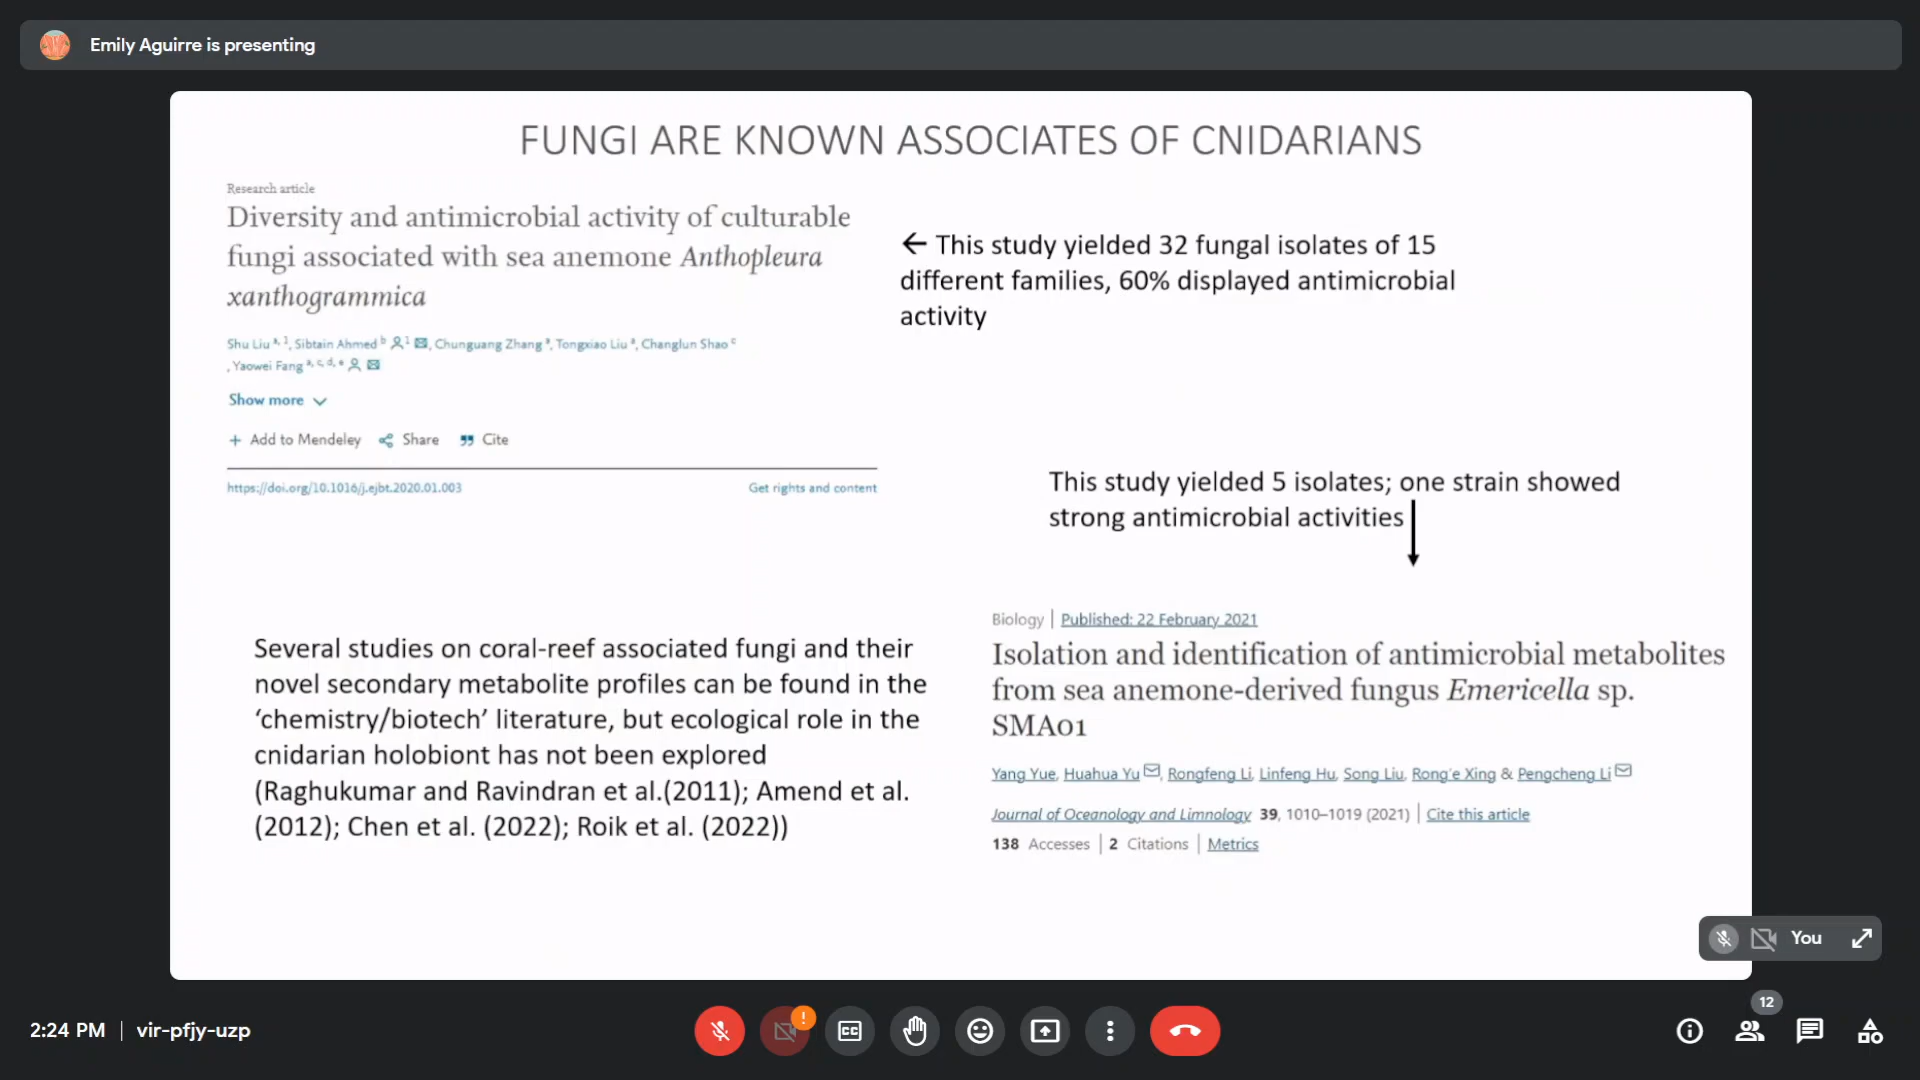 Emily Aguirre is presenting
FUNGI ARE KNOWN ASSOCIATES OF CNIDARIANS
Research article
Diversity and antimicrobial activity of culturable
fungi associated with sea anemone Anthopleura
xanthogrammica
Shu Liu a, 1, Sibtain Ahmed b 1, Chunguang Zhang a, Tongxiao Liu a, Changlun Shao c
, Yaowei Fang a, c, d, e
Show more
+ Add to Mendeley Share Cite
https://doi.org/10.1016/j.ejbt.2020.01.003 Get rights and content
← This study yielded 32 fungal isolates of 15
different families, 60% displayed antimicrobial
activity
This study yielded 5 isolates; one strain showed
strong antimicrobial activities
Several studies on coral-reef associated fungi and their
novel secondary metabolite profiles can be found in the
‘chemistry/biotech’ literature, but ecological role in the
cnidarian holobiont has not been explored
(Raghukumar and Ravindran et al.(2011); Amend et al.
(2012); Chen et al. (2022); Roik et al. (2022))
Biology | Published: 22 February 2021
Isolation and identification of antimicrobial metabolites
from sea anemone-derived fungus Emericella sp.
SMA01
Yang Yue, Huahua Yu, Rongfeng Li, Linfeng Hu, Song Liu, Rong'e Xing & Pengcheng Li
Journal of Oceanology and Limnology 39, 1010–1019 (2021) | Cite this article
138 Accesses | 2 Citations | Metrics
You
2:24 PM | vir-pfjy-uzp
!
CC
12